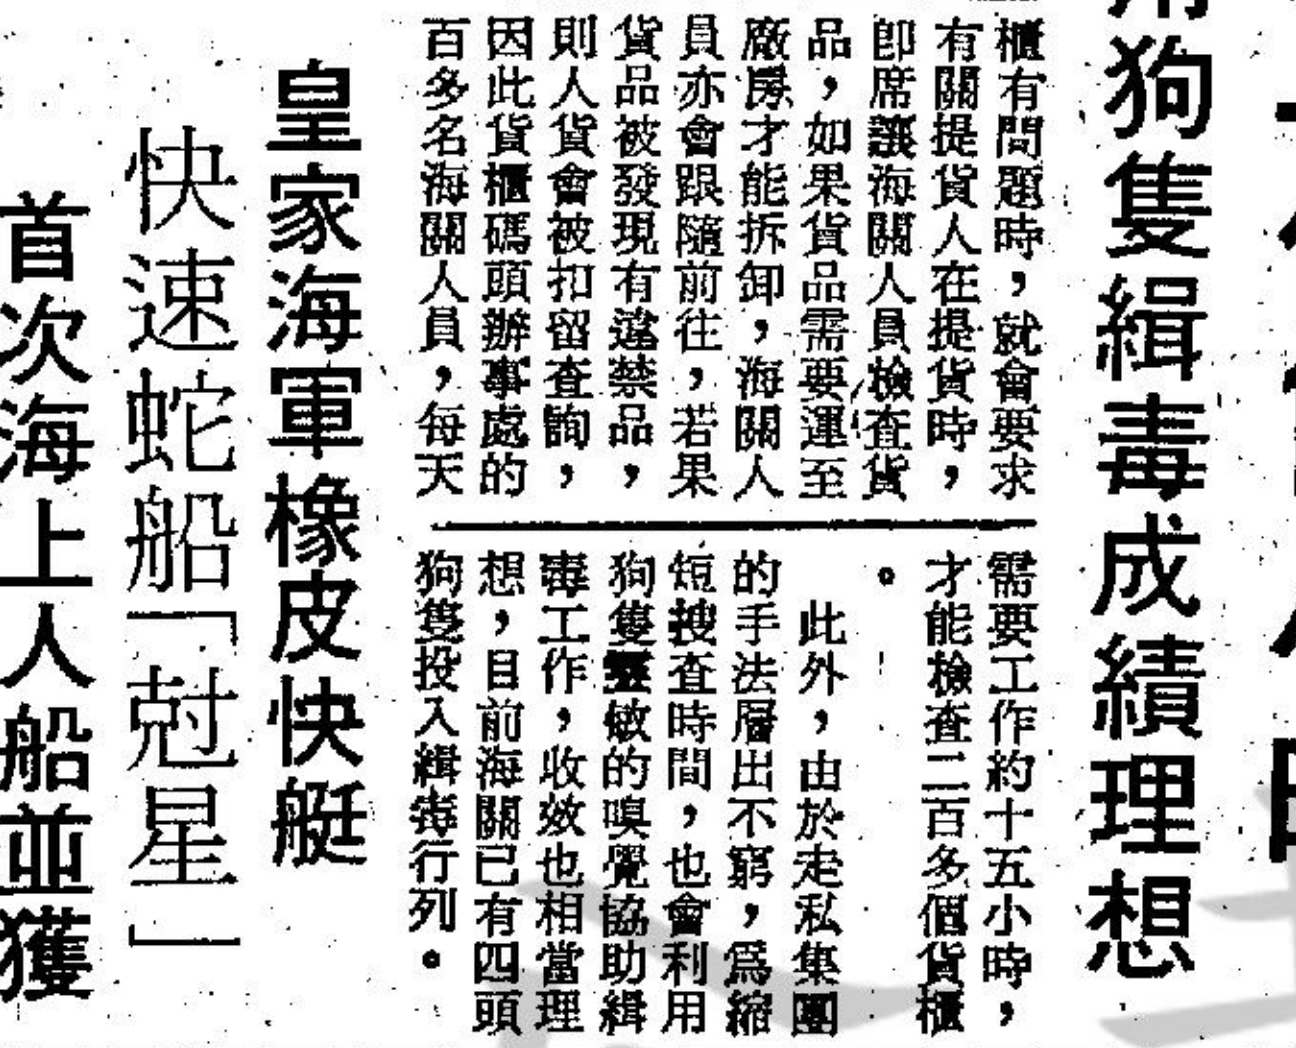 用狗隻緝毒成績理想
櫃有問題時，就會要求
有關提貨人在提貨時，
即席讓海關人員檢查貨
品，如果貨品需要運至
廠房才能拆卸，海關人
員亦會跟隨前往，若果
貨品被發現有違禁品，
則人貨會被扣留查詢，
因此貨櫃碼頭辦事處的
百多名海關人員，每天
需要工作約十五小時，
才能檢查二百多個貨櫃
。
此外，由於走私集團
的手法層出不窮，爲縮
短搜查時間，也會利用
狗隻靈敏的嗅覺協助緝
毒工作，收效也相當理
想，目前海關已有四頭
狗隻投入緝毒行列。
皇家海軍橡皮快艇
快速蛇船「尅星」
首次海上人船並獲